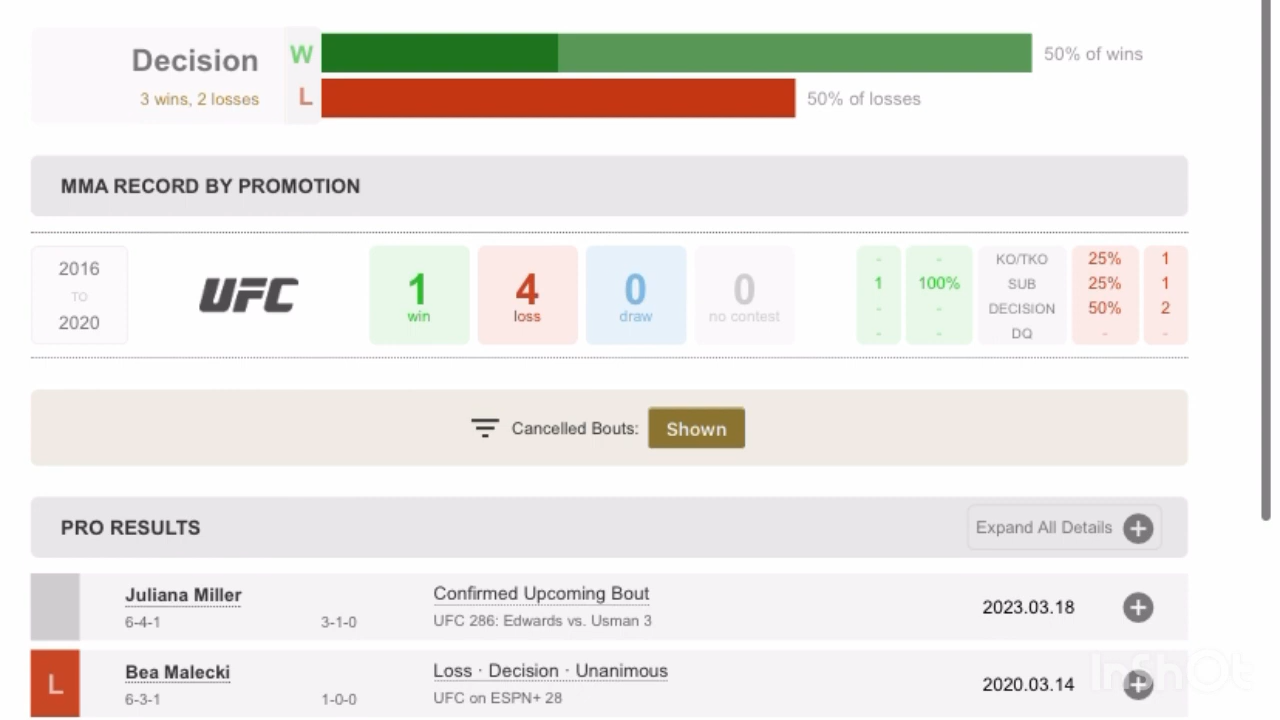 Decision
3 wins, 2 losses
W
50% of wins
L
50% of losses
MMA RECORD BY PROMOTION
2016
TO
2020
UFC
1
win
4
loss
0
draw
0
no contest
- - KO/TKO 25% 1
1 100% SUB 25% 1
- - DECISION 50% 2
- - DQ - -
Cancelled Bouts: Shown
PRO RESULTS
Expand All Details
Juliana Miller
6-4-1
3-1-0
Confirmed Upcoming Bout
UFC 286: Edwards vs. Usman 3
2023.03.18
L
Bea Malecki
6-3-1
1-0-0
Loss · Decision · Unanimous
UFC on ESPN+ 28
2020.03.14
InShOt